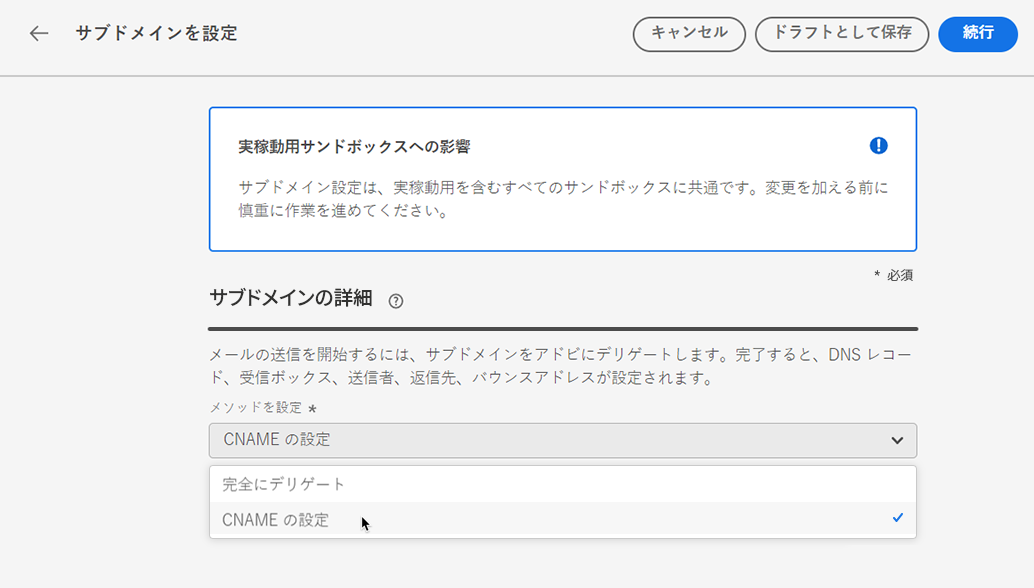 サブドメインを設定
キャンセル
ドラフトとして保存
続行
実稼動用サンドボックスへの影響
サブドメイン設定は、実稼動用を含むすべてのサンドボックスに共通です。変更を加える前に
慎重に作業を進めてください。
* 必須
サブドメインの詳細
メールの送信を開始するには、サブドメインをアドビにデリゲートします。完了すると、DNS レコー
ド、受信ボックス、送信者、返信先、バウンスアドレスが設定されます。
メソッドを設定 *
CNAME の設定
完全にデリゲート
CNAME の設定